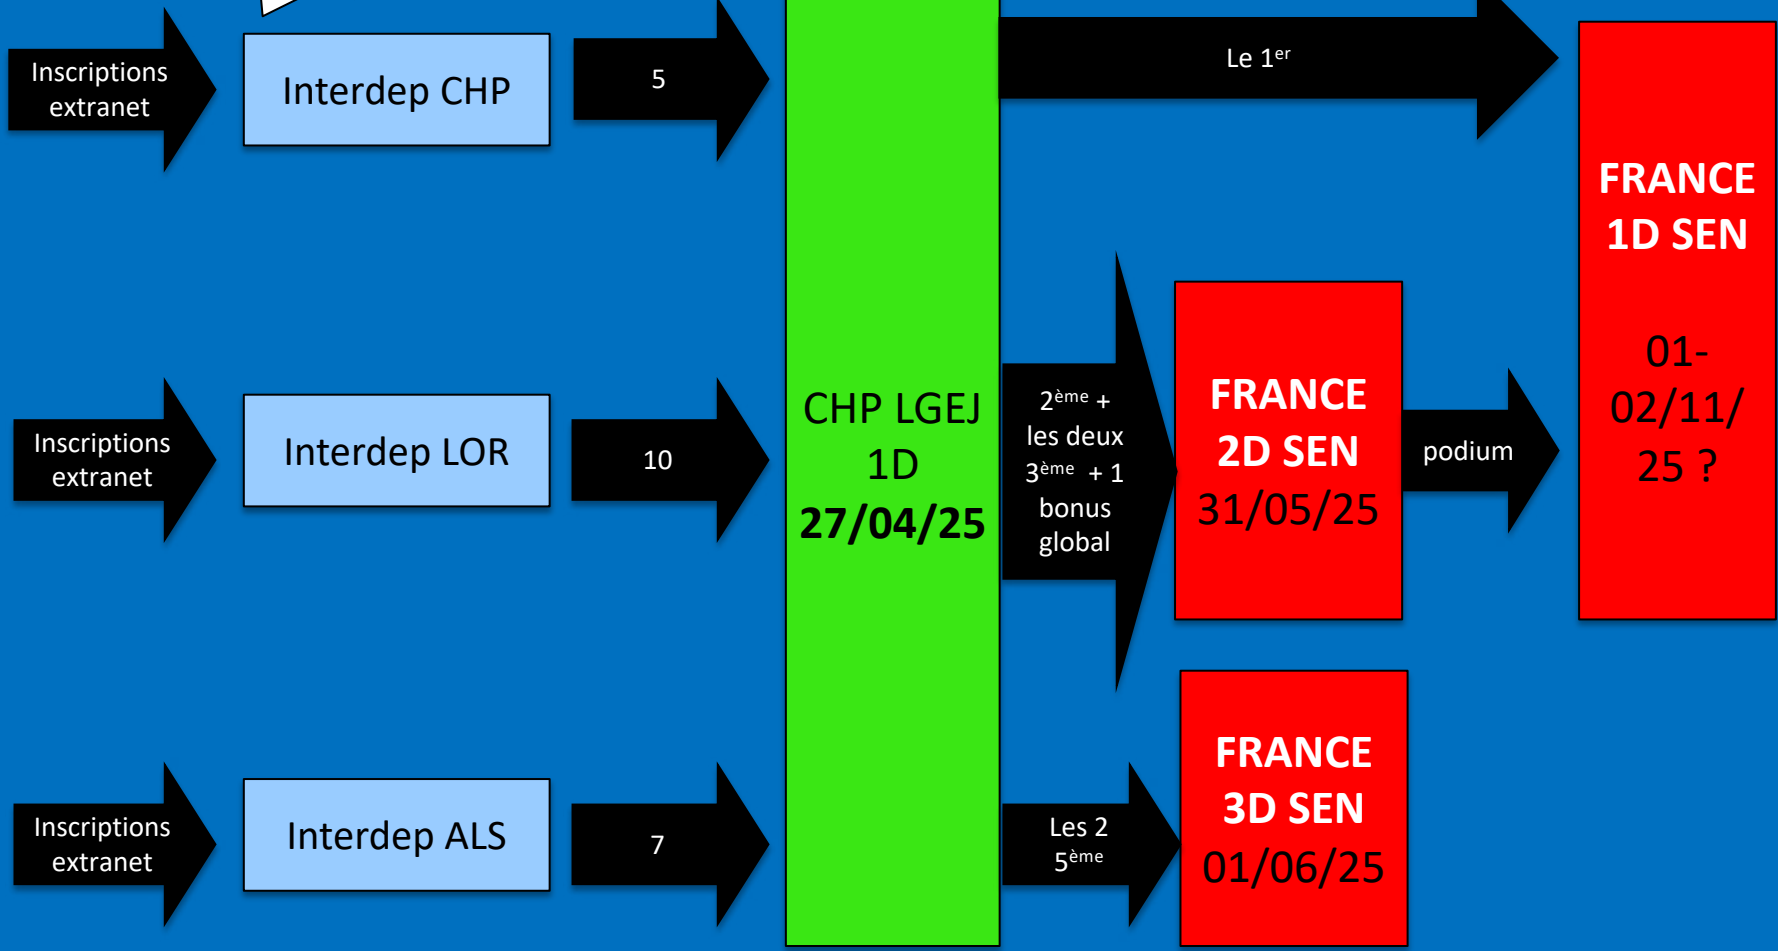 Inscriptions
extranet
Interdep CHP
5
Le 1er
FRANCE
1D SEN
01-
02/11/
25 ?
Inscriptions
extranet
Interdep LOR
10
CHP LGEJ
1D
27/04/25
2ème +
les deux
3ème + 1
bonus
global
FRANCE
2D SEN
31/05/25
podium
Inscriptions
extranet
Interdep ALS
7
Les 2
5ème
FRANCE
3D SEN
01/06/25